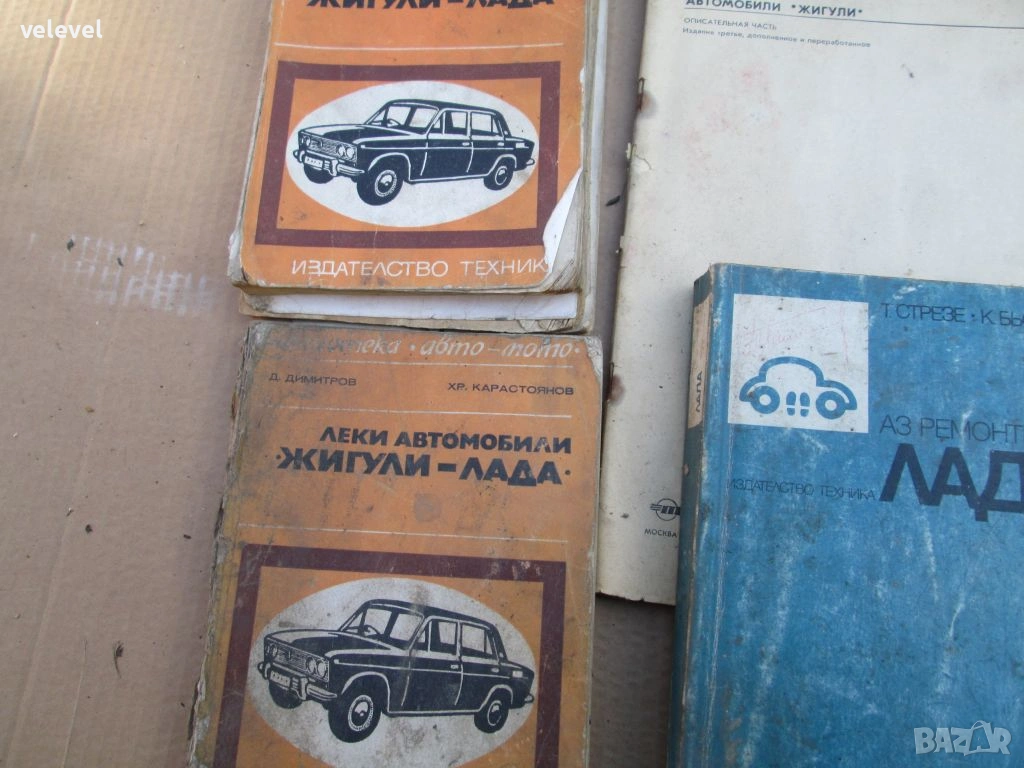 velevel
ЖИГУЛИ – ЛАДА
ИЗДАТЕЛСТВО ТЕХНИК
· авто – мото ·
Д. ДИМИТРОВ
ХР. КАРАСТОЯНОВ
ЛЕКИ АВТОМОБИЛИ
·ЖИГУЛИ – ЛАДА·
АВТОМОБИЛИ "ЖИГУЛИ"
ОПИСАТЕЛЬНАЯ ЧАСТЬ
Издание третье, дополненное и переработанное
МОСКВА
ЛАДА
Т. СТРЕЗЕ · К. БЫ
АЗ РЕМОНТ
ИЗДАТЕЛСТВО ТЕХНИКА
ЛАД
BAZAR